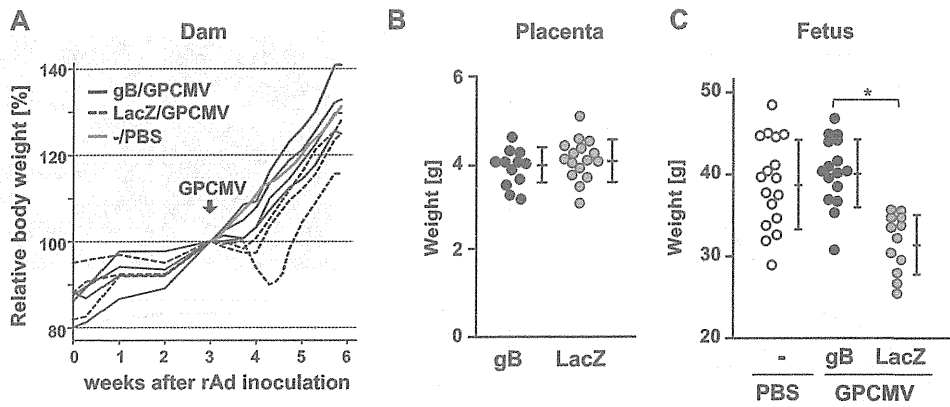 A
Dam
Relative body weight [%]
140
120
100
80
gB/GPCMV
LacZ/GPCMV
-/PBS
GPCMV
0 1 2 3 4 5 6
weeks after rAd inoculation
B
Placenta
Weight [g]
6
4
2
0
gB LacZ
C
Fetus
Weight [g]
50
40
30
20
*
- gB LacZ
PBS GPCMV